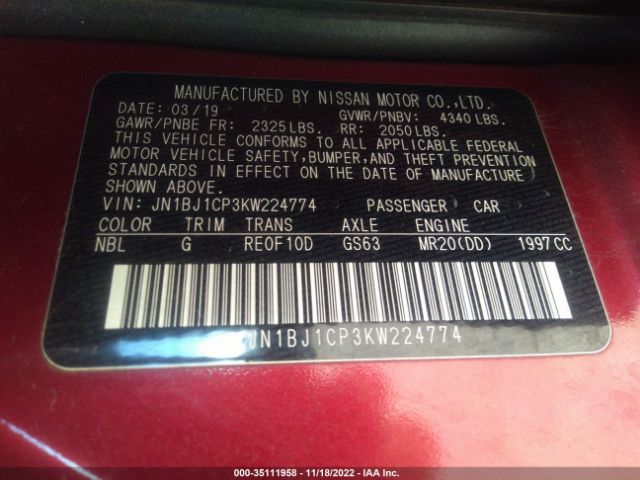 MANUFACTURED BY NISSAN MOTOR CO.,LTD.
DATE: 03/19 GVWR/PNBV: 4340 LBS.
GAWR/PNBE FR: 2325 LBS. RR: 2050 LBS.
THIS VEHICLE CONFORMS TO ALL APPLICABLE FEDERAL
MOTOR VEHICLE SAFETY, BUMPER, AND THEFT PREVENTION
STANDARDS IN EFFECT ON THE DATE OF MANUFACTURE
SHOWN ABOVE.
VIN: JN1BJ1CP3KW224774 PASSENGER CAR
COLOR TRIM TRANS AXLE ENGINE
NBL G RE0F10D GS63 MR20(DD) 1997CC
JN1BJ1CP3KW224774
000-35111958 - 11/18/2022 - IAA Inc.